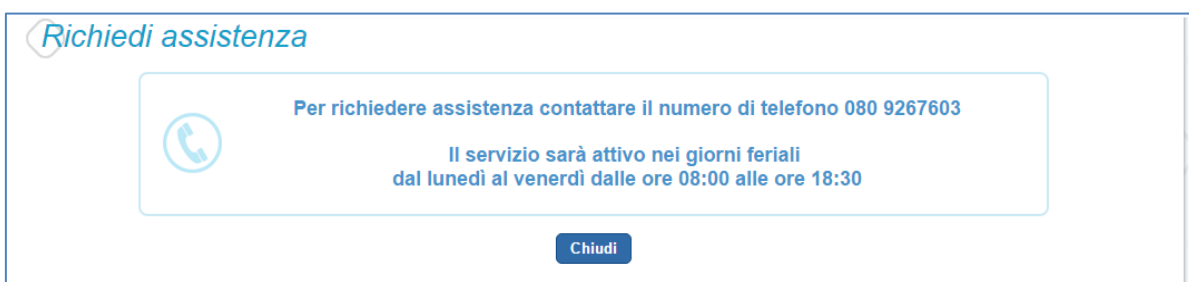 Richiedi assistenza
Per richiedere assistenza contattare il numero di telefono 080 9267603
Il servizio sarà attivo nei giorni feriali
dal lunedì al venerdì dalle ore 08:00 alle ore 18:30
Chiudi